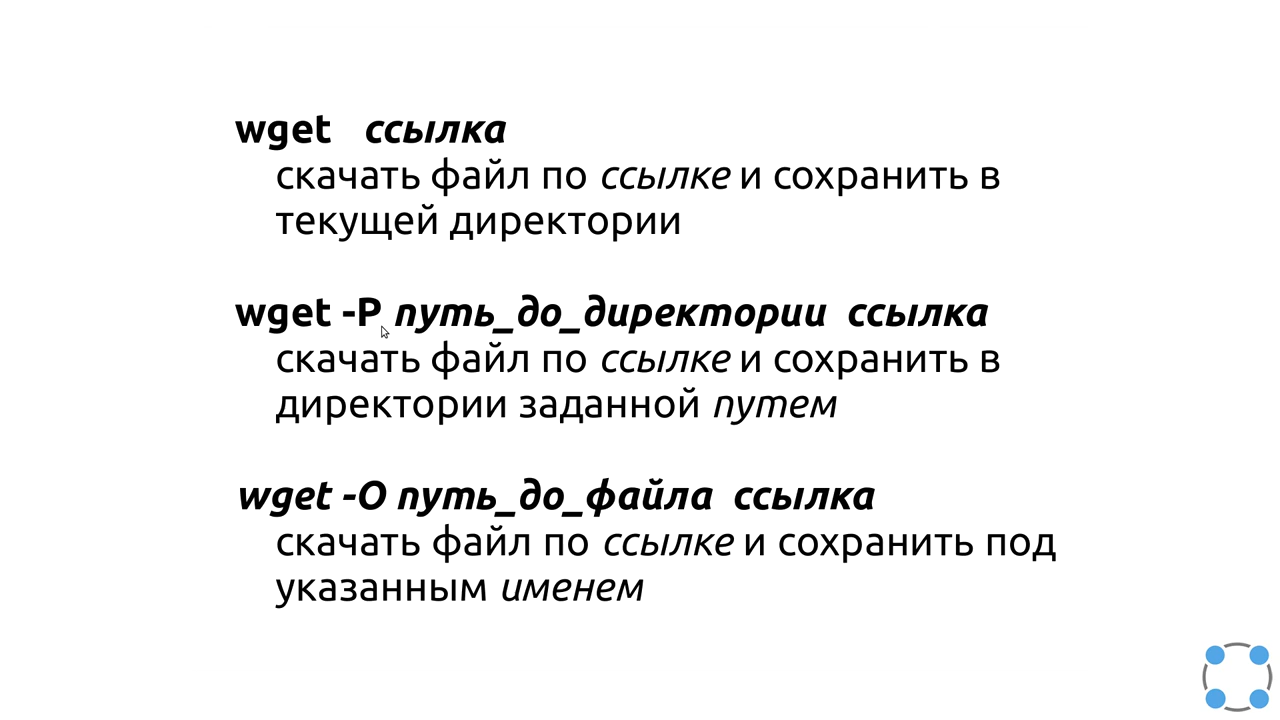 wget ссылка
скачать файл по ссылке и сохранить в
текущей директории
wget -P путь_до_директории ссылка
скачать файл по ссылке и сохранить в
директории заданной путем
wget -O путь_до_файла ссылка
скачать файл по ссылке и сохранить под
указанным именем